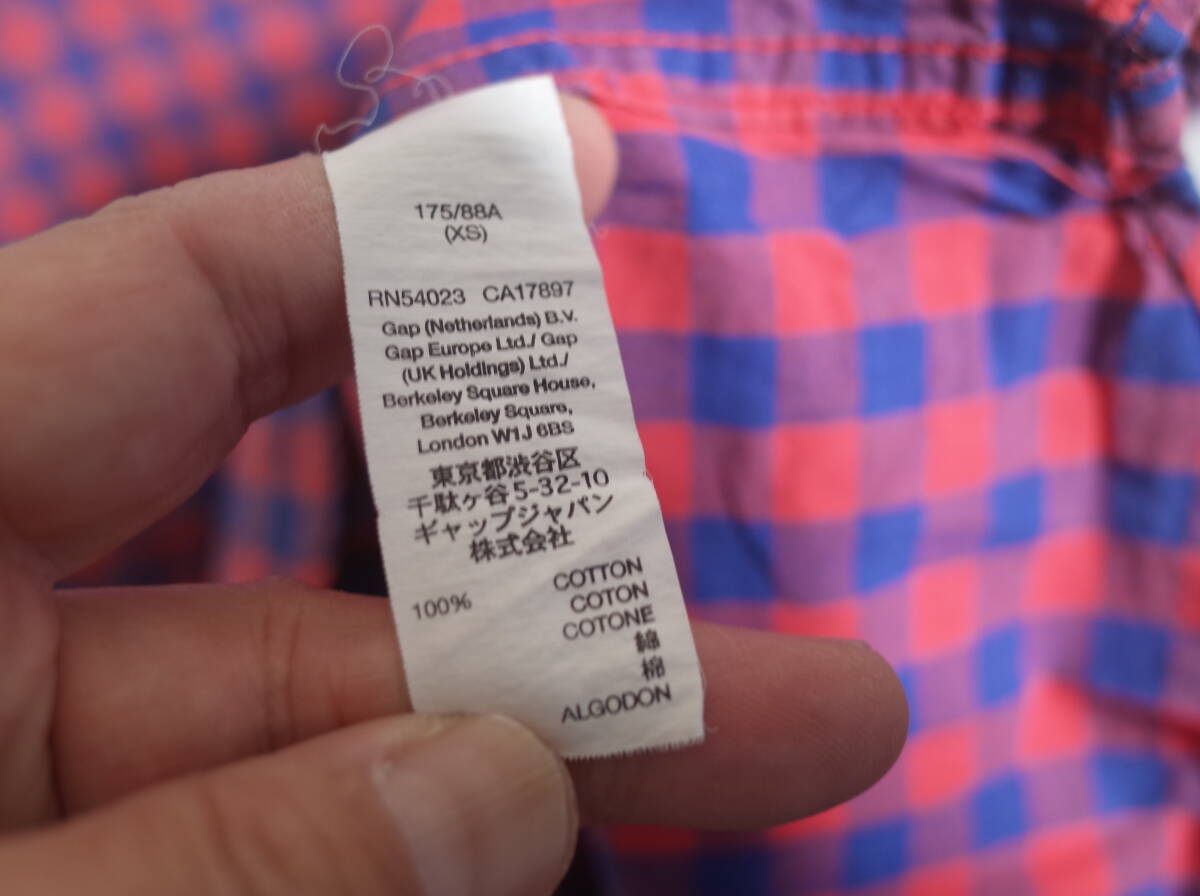 175/88A
(XS)
RN54023 CA17897
Gap (Netherlands) B.V.
Gap Europe Ltd./ Gap
(UK Holdings) Ltd./
Berkeley Square House,
Berkeley Square,
London W1J 6BS
東京都渋谷区
千駄ヶ谷5-32-10
ギャップジャパン
株式会社
COTTON
100% COTON
COTONE
綿
棉
ALGODON